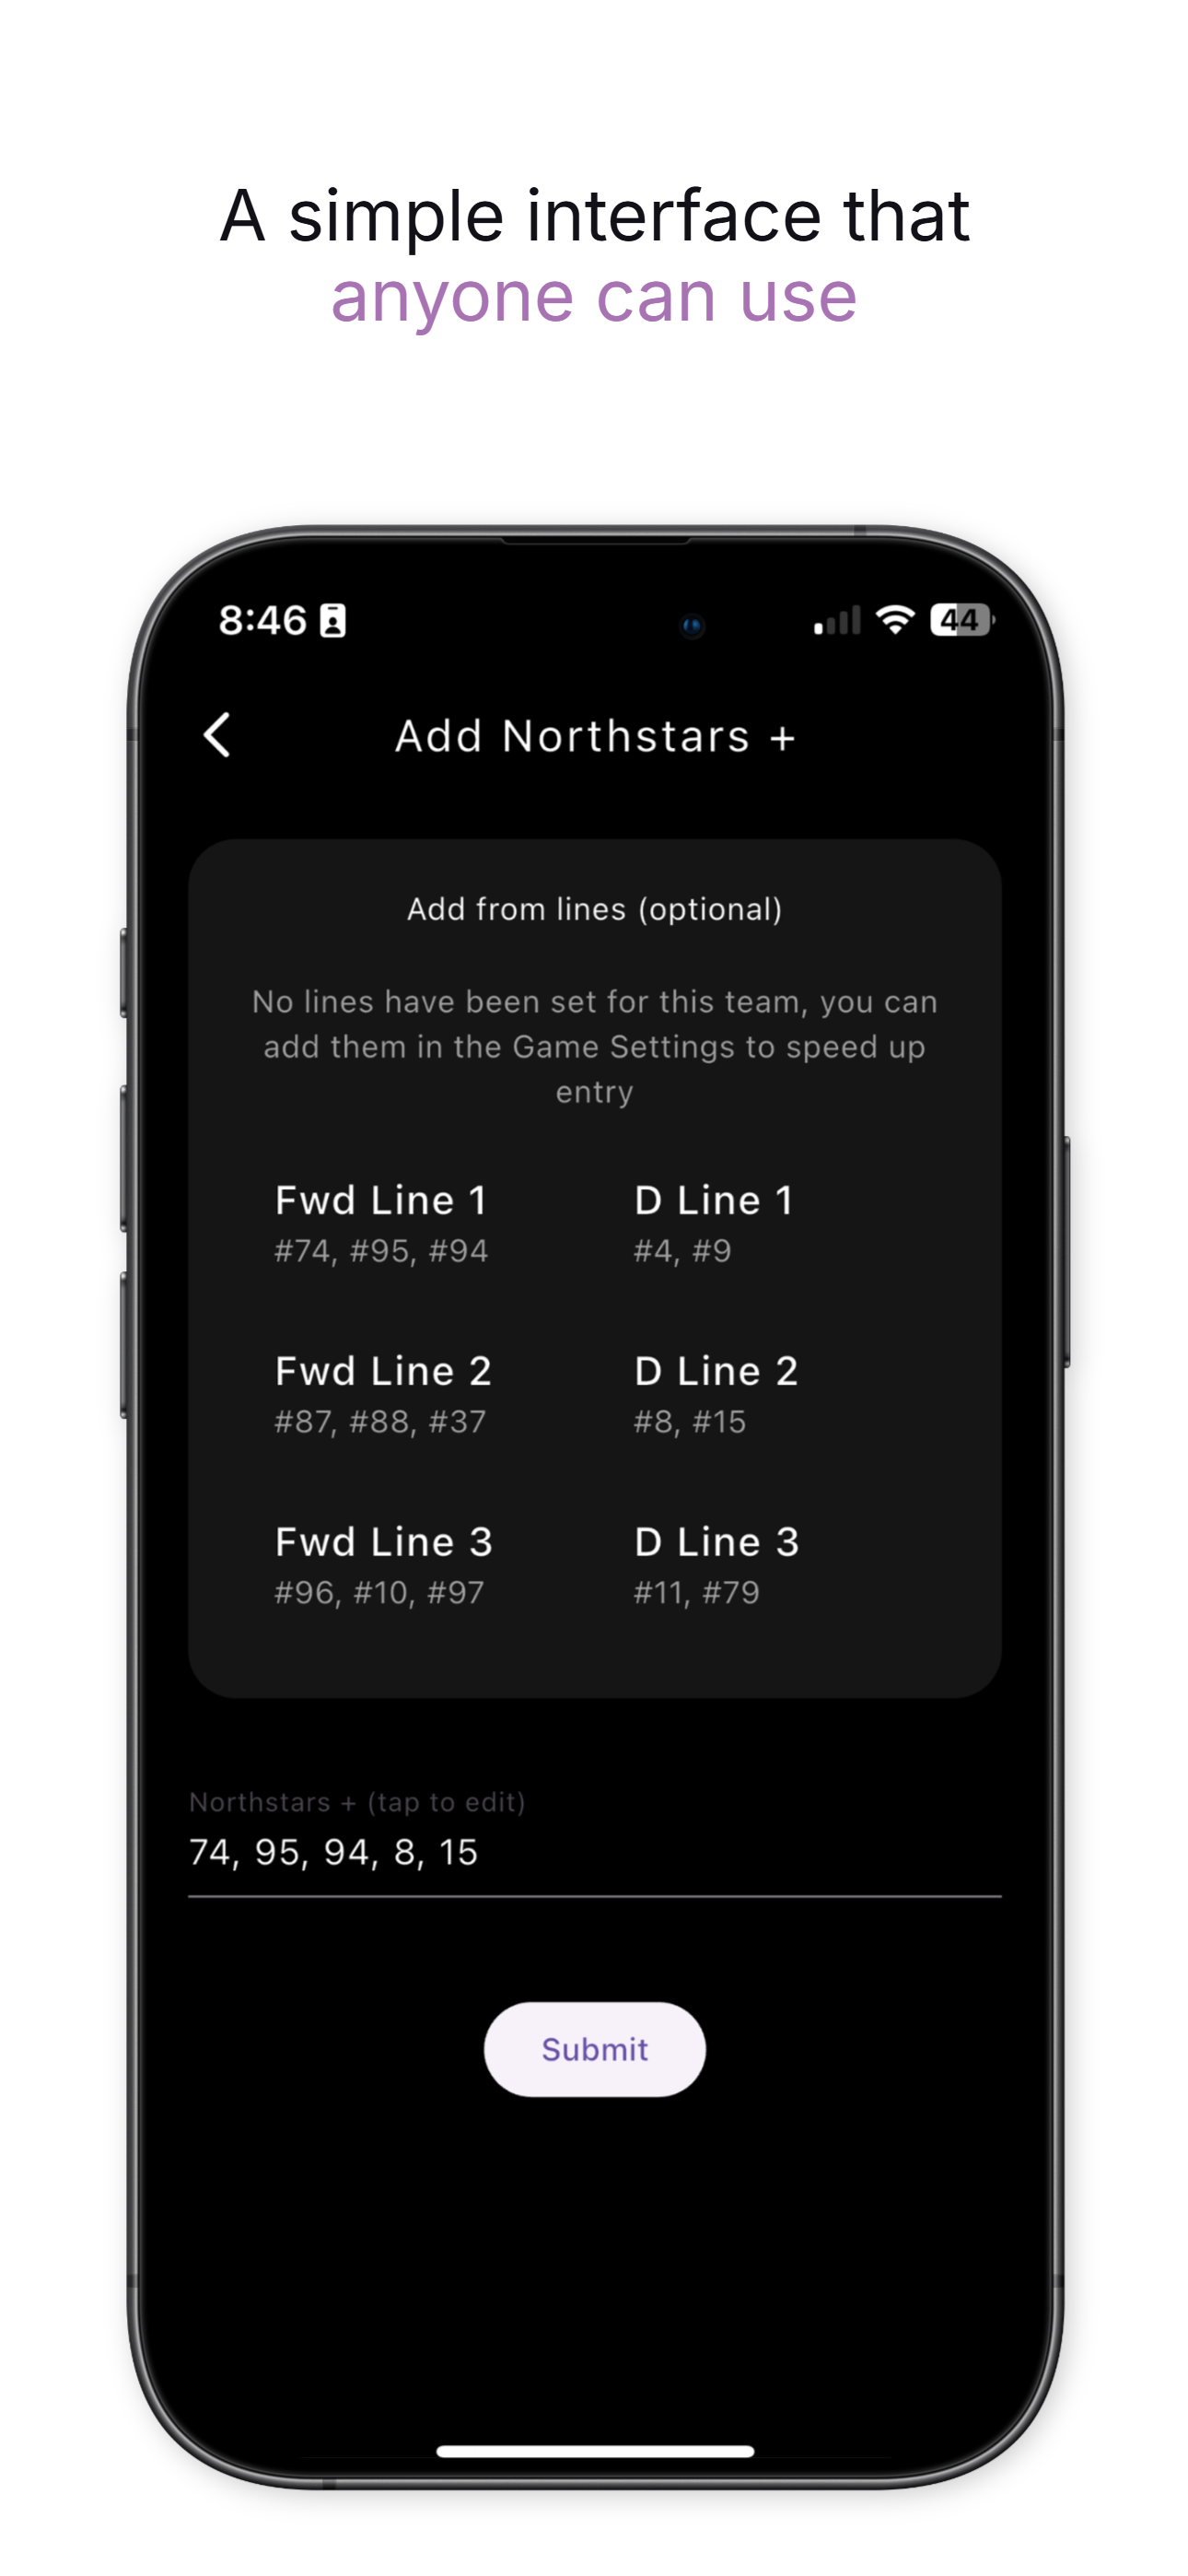 A simple interface that
anyone can use
8:46
44
Add Northstars +
Add from lines (optional)
No lines have been set for this team, you can
add them in the Game Settings to speed up
entry
Fwd Line 1
#74, #95, #94
D Line 1
#4, #9
Fwd Line 2
#87, #88, #37
D Line 2
#8, #15
Fwd Line 3
#96, #10, #97
D Line 3
#11, #79
Northstars + (tap to edit)
74, 95, 94, 8, 15
Submit